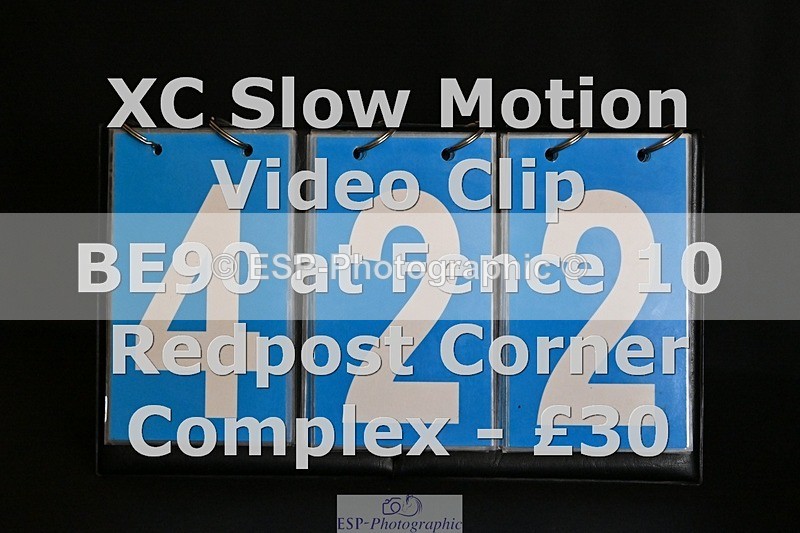 XC Slow Motion
Video Clip
BE90 at Fence 10
© ESP-Photographic ©
Redpost Corner
Complex - £30
422
ESP-Photographic